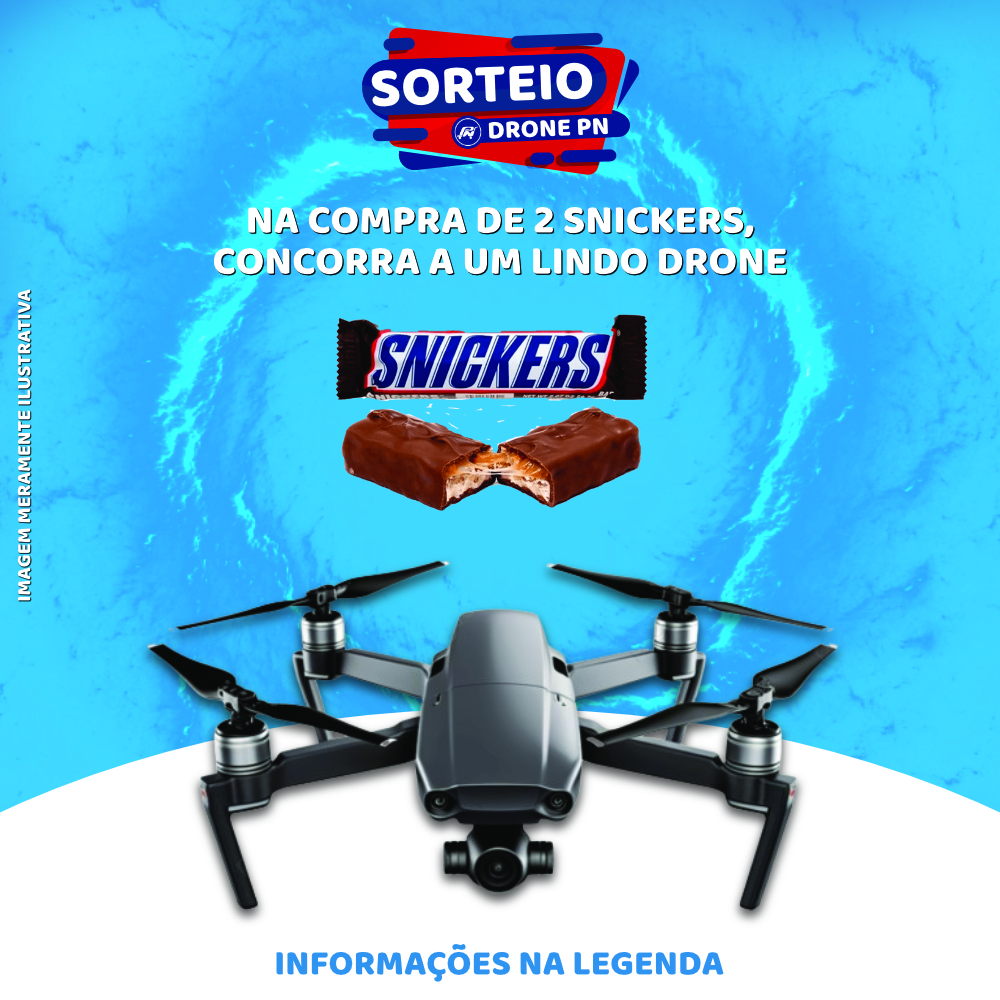 SORTEIO
DRONE PN
NA COMPRA DE 2 SNICKERS,
CONCORRA A UM LINDO DRONE
IMAGEM MERAMENTE ILUSTRATIVA
SNICKERS
INFORMAÇÕES NA LEGENDA